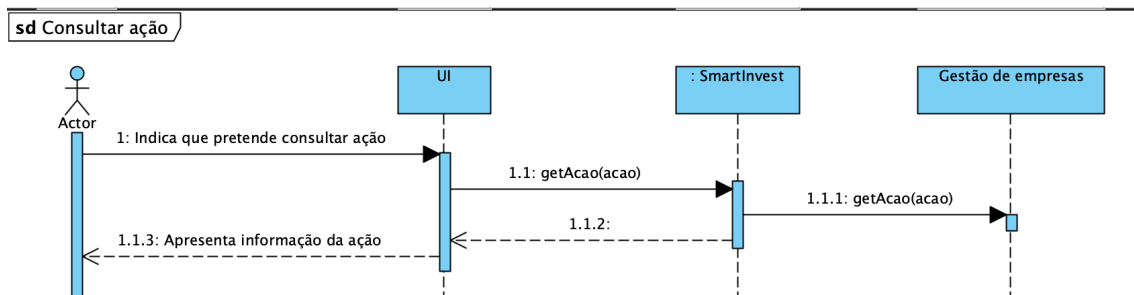 sd Consultar ação
UI
: SmartInvest
Gestão de empresas
Actor
1: Indica que pretende consultar ação
1.1: getAcao(acao)
1.1.1: getAcao(acao)
1.1.2:
1.1.3: Apresenta informação da ação